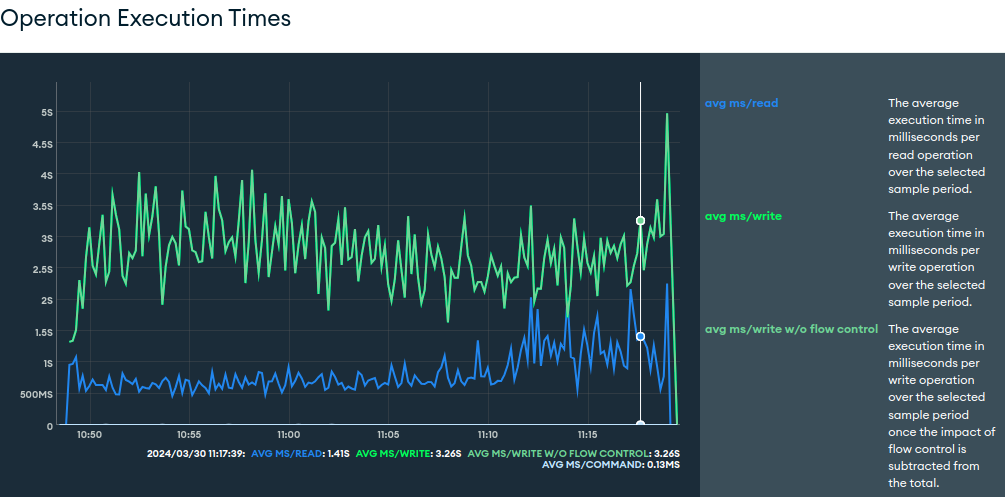 Operation Execution Times
5S
4.5S
4S
3.5S
3S
2.5S
2S
1.5S
1S
500MS
0
10:50
10:55
11:00
11:05
11:10
11:15
2024/03/30 11:17:39: AVG MS/READ: 1.41S AVG MS/WRITE: 3.26S AVG MS/WRITE W/O FLOW CONTROL: 3.26S
AVG MS/COMMAND: 0.13MS
avg ms/read
The average
execution time in
milliseconds per
read operation
over the selected
sample period.
avg ms/write
The average
execution time in
milliseconds per
write operation
over the selected
sample period.
avg ms/write w/o flow control
The average
execution time in
milliseconds per
write operation
over the selected
sample period
once the impact of
flow control is
subtracted from
the total.